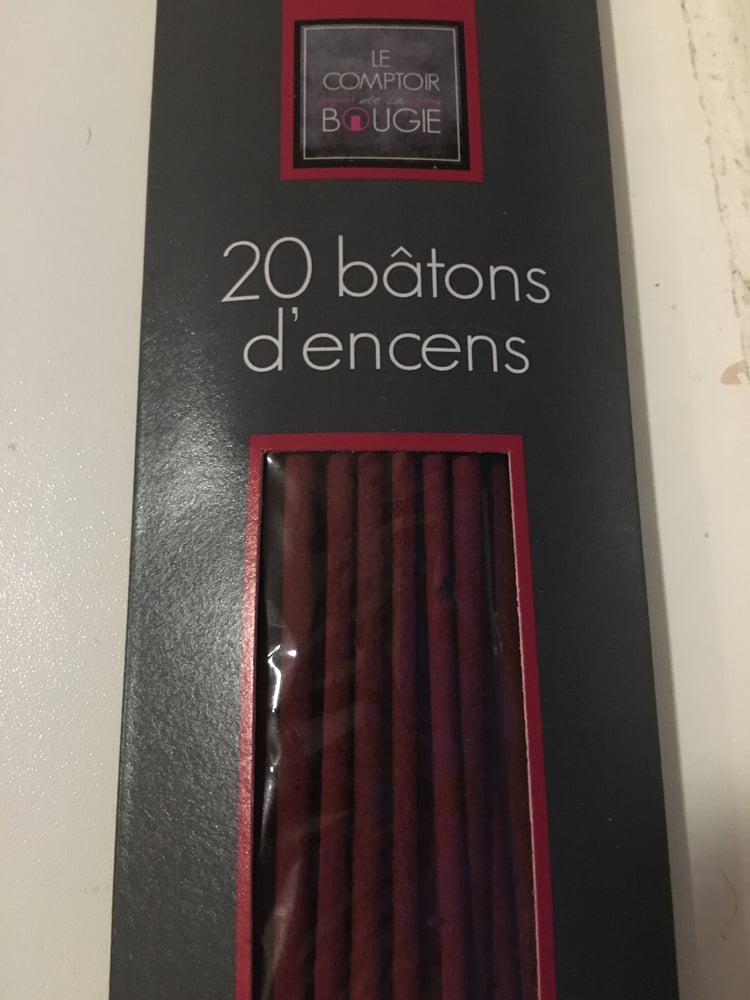 LE
COMPTOIR
de la
BOUGIE
20 bâtons
d'encens